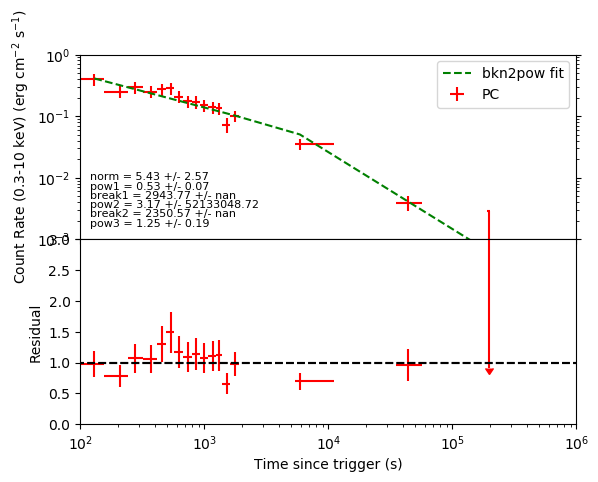 Count Rate (0.3-10 keV) (erg cm⁻² s⁻¹)
10⁰
10⁻¹
10⁻²
10⁻³
bkn2pow fit
PC
norm = 5.43 +/- 2.57
pow1 = 0.53 +/- 0.07
break1 = 2943.77 +/- nan
pow2 = 3.17 +/- 52133048.72
break2 = 2350.57 +/- nan
pow3 = 1.25 +/- 0.19
Residual
3.0
2.5
2.0
1.5
1.0
0.5
0.0
10² 10³ 10⁴ 10⁵ 10⁶
Time since trigger (s)